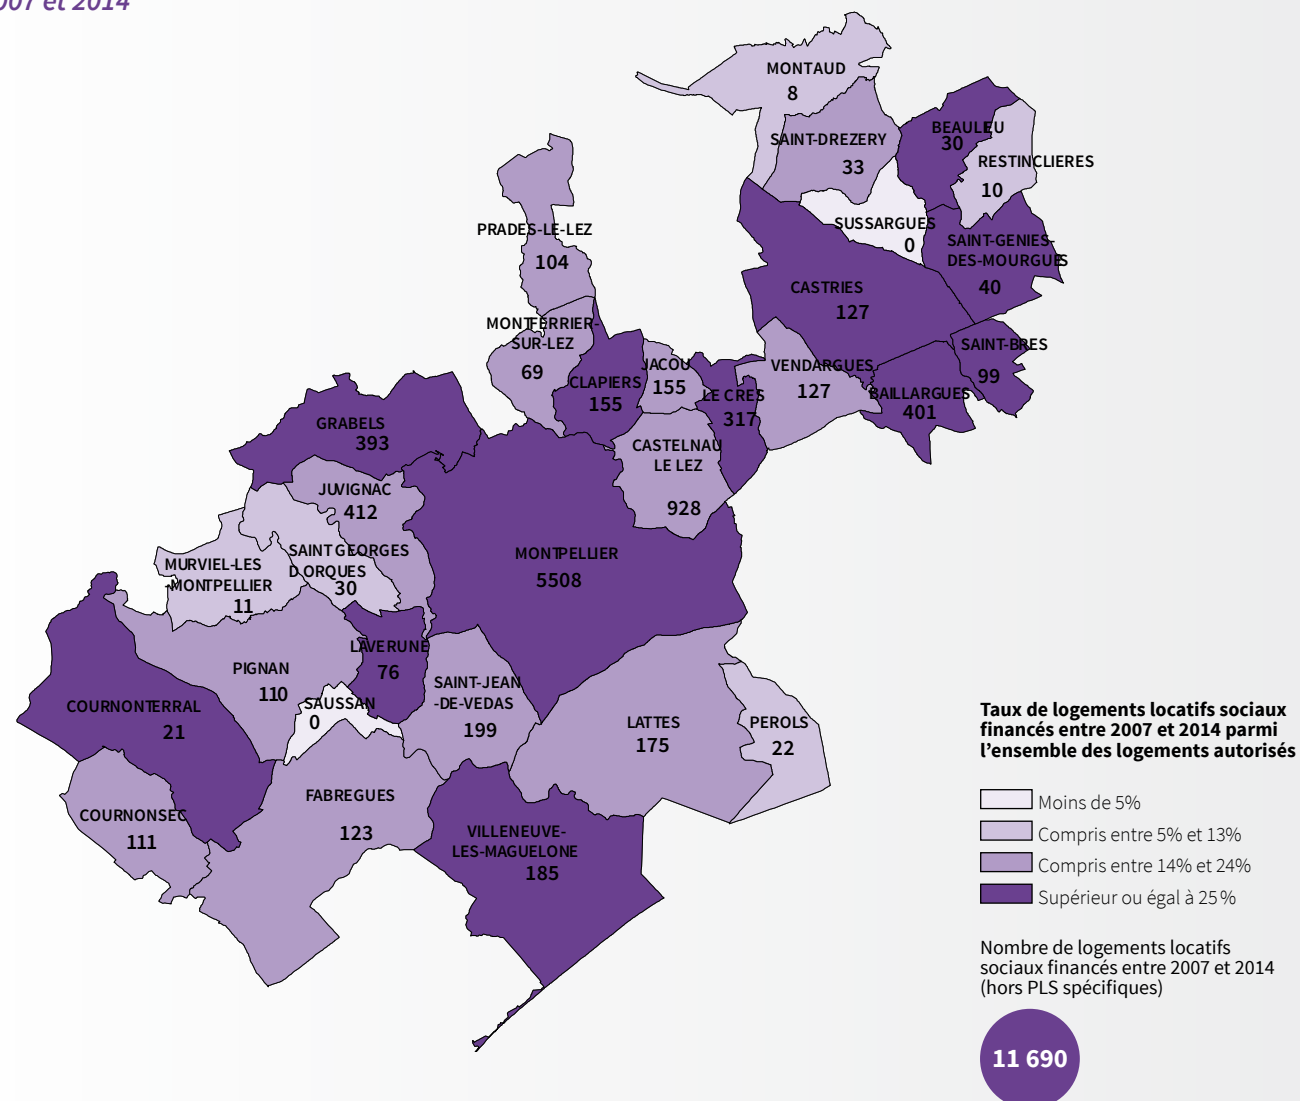 007 et 2014
MONTAUD
8
SAINT-DREZERY
33
BEAULIEU
30
RESTINCLIERES
10
SUSSARGUES
0
SAINT-GENIES-
DES-MOURGUES
40
PRADES-LE-LEZ
104
CASTRIES
127
MONTFERRIER-
SUR-LEZ
69
SAINT-BRES
99
JACOU
155
VENDARGUES
127
CLAPIERS
155
LE CRES
317
BAILLARGUES
401
GRABELS
393
CASTELNAU
LE LEZ
928
JUVIGNAC
412
SAINT GEORGES
D ORQUES
30
MONTPELLIER
5508
MURVIEL-LES
-MONTPELLIER
11
LAVERUNE
76
PIGNAN
110
SAUSSAN
0
SAINT-JEAN
-DE-VEDAS
199
COURNONTERRAL
21
LATTES
175
PEROLS
22
FABREGUES
123
COURNONSEC
111
VILLENEUVE-
LES-MAGUELONE
185
Taux de logements locatifs sociaux
financés entre 2007 et 2014 parmi
l'ensemble des logements autorisés
Moins de 5%
Compris entre 5% et 13%
Compris entre 14% et 24%
Supérieur ou égal à 25%
Nombre de logements locatifs
sociaux financés entre 2007 et 2014
(hors PLS spécifiques)
11 690